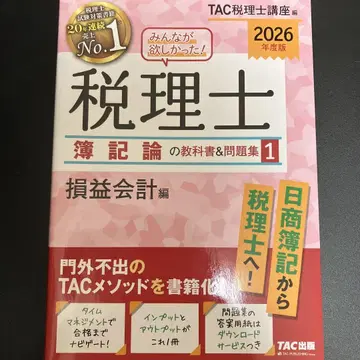 税理士
試験対策書籍
20年連続
売上
No.1
みんなが
欲しかった!
TAC税理士講座 編
2026
年度版
税理士
簿記論の教科書&問題集1
損益会計編
日商簿記から
税理士へ!
門外不出の
TACメソッドを書籍化
タイム
マネジメントで
合格まで
ナビゲート!
インプットと
アウトプットが
これ1冊
問題集の
答案用紙は
ダウンロード
サービスつき
TAC出版